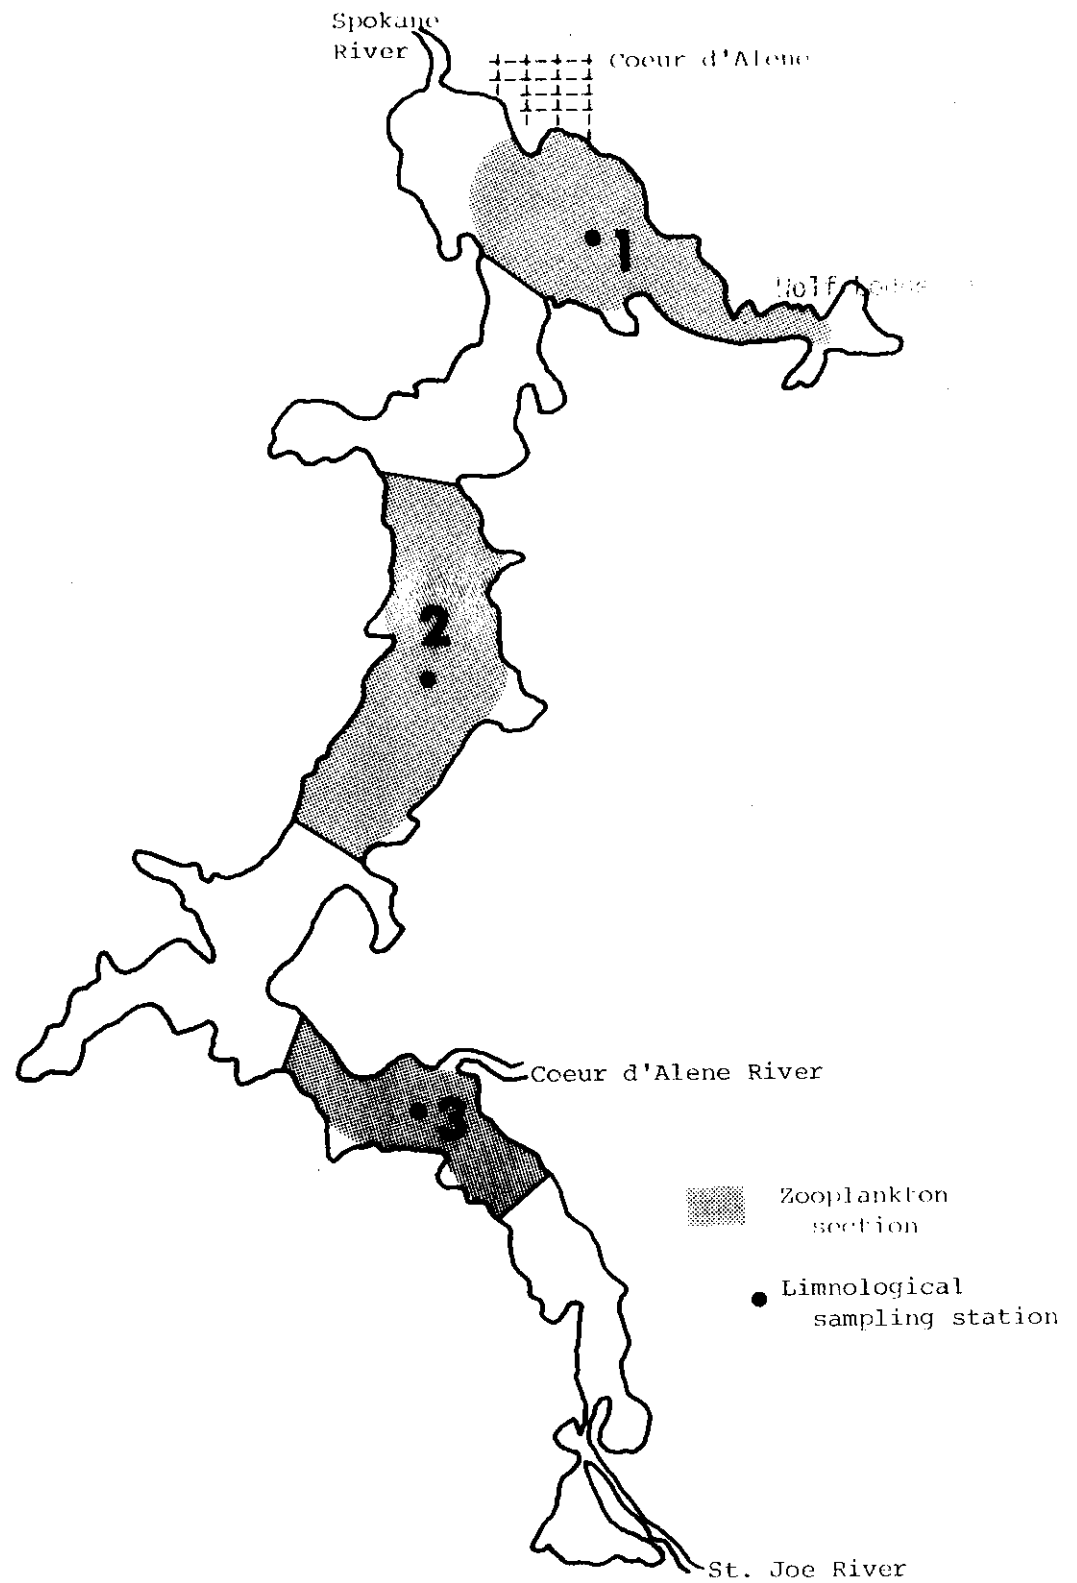 Spokane
River
Coeur d'Alene
Wolf Lodge
1
2
3
Coeur d'Alene River
Zooplankton
section
Limnological
sampling station
St. Joe River